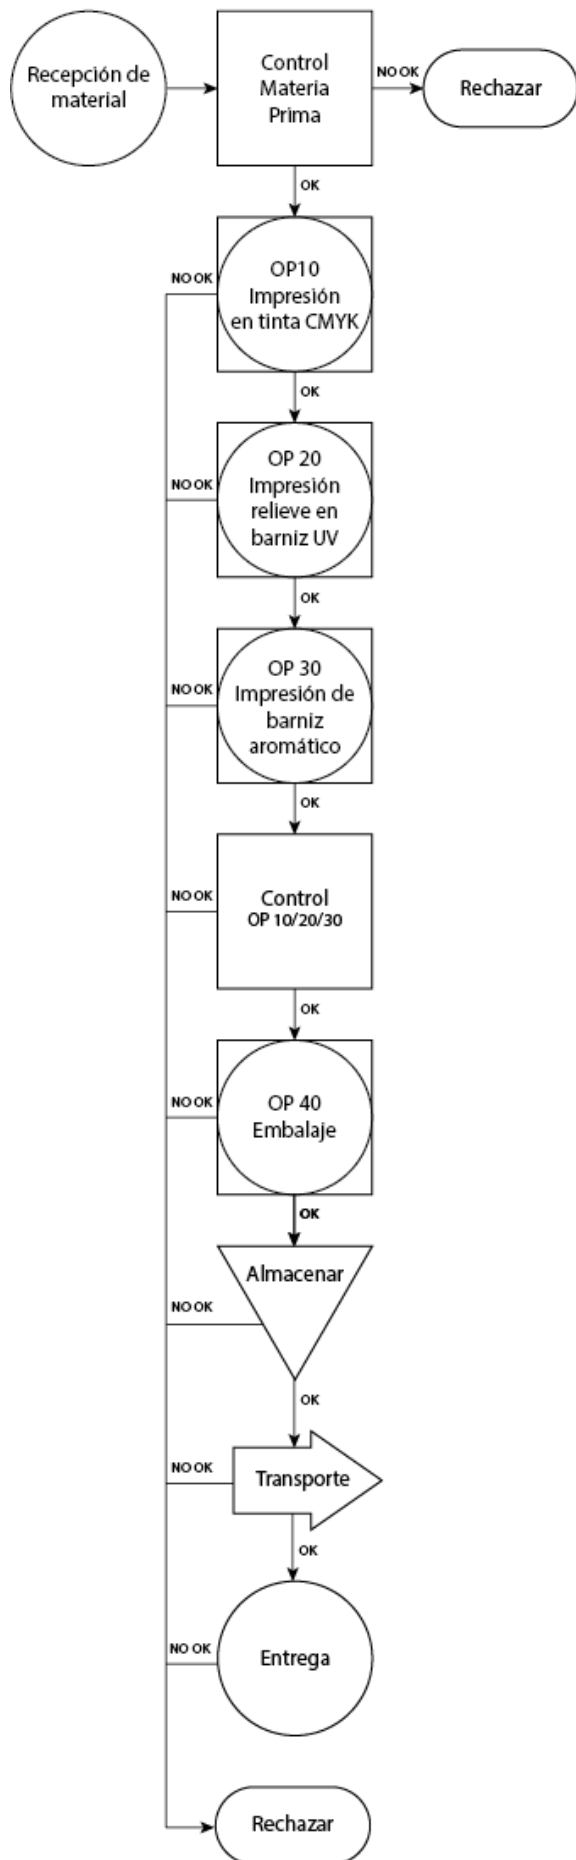 Recepción de
material
Control
Materia
Prima
NO OK
Rechazar
OK
OP10
Impresión
en tinta CMYK
NO OK
OK
OP 20
Impresión
relieve en
barniz UV
NO OK
OK
OP 30
Impresión de
barniz
aromático
NO OK
OK
Control
OP 10/20/30
NO OK
OK
OP 40
Embalaje
NO OK
OK
Almacenar
NO OK
OK
Transporte
NO OK
OK
Entrega
NO OK
Rechazar